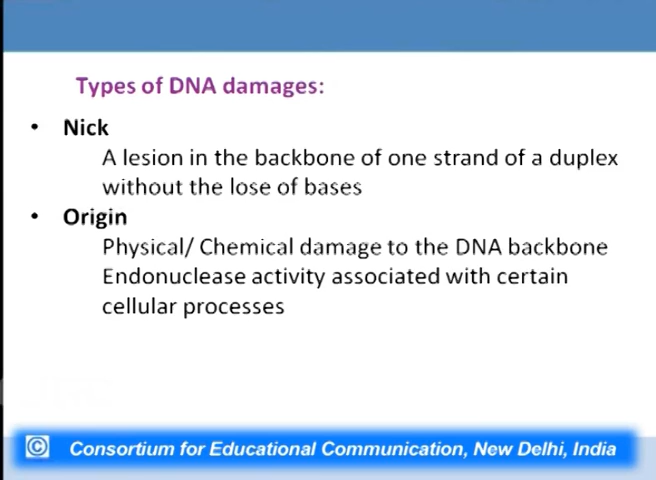 Types of DNA damages:
• Nick
A lesion in the backbone of one strand of a duplex
without the lose of bases
• Origin
Physical/ Chemical damage to the DNA backbone
Endonuclease activity associated with certain
cellular processes
© Consortium for Educational Communication, New Delhi, India